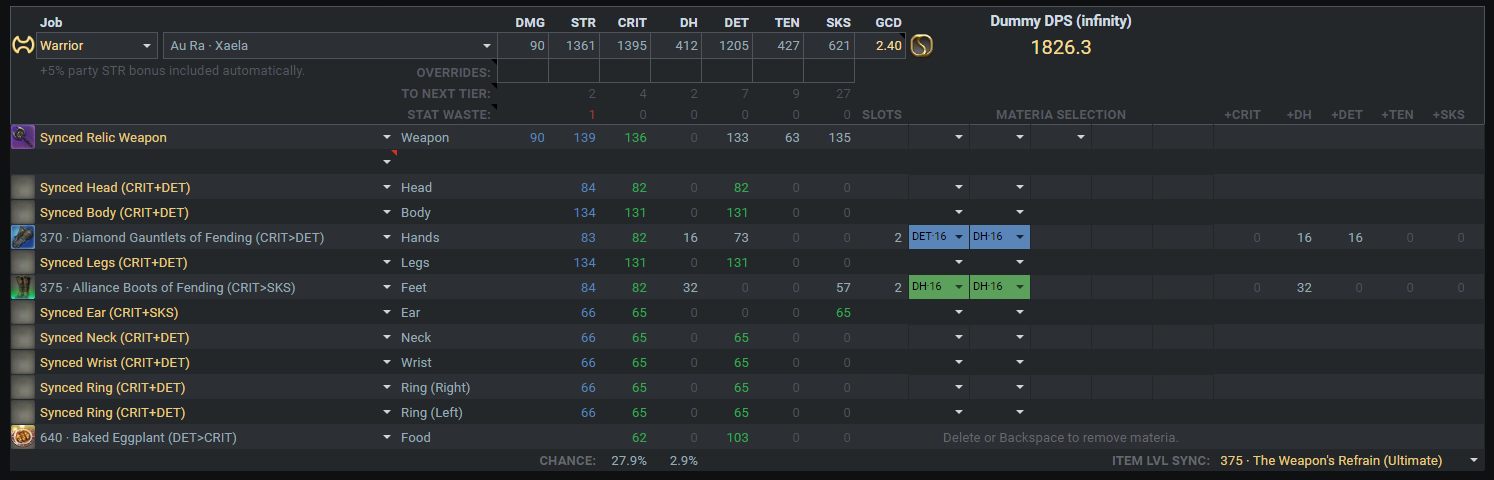 Job DMG STR CRIT DH DET TEN SKS GCD Dummy DPS (infinity)
Warrior Au Ra · Xaela 90 1361 1395 412 1205 427 621 2.40 1826.3
+5% party STR bonus included automatically. OVERRIDES:
TO NEXT TIER: 2 4 2 7 9 27
STAT WASTE: 1 0 0 0 0 0 SLOTS MATERIA SELECTION +CRIT +DH +DET +TEN +SKS
Synced Relic Weapon Weapon 90 139 136 0 133 63 135
Synced Head (CRIT+DET) Head 84 82 0 82 0 0
Synced Body (CRIT+DET) Body 134 131 0 131 0 0
370 · Diamond Gauntlets of Fending (CRIT>DET) Hands 83 82 16 73 0 0 2 DET·16 DH·16 0 16 16 0 0
Synced Legs (CRIT+DET) Legs 134 131 0 131 0 0
375 · Alliance Boots of Fending (CRIT>SKS) Feet 84 82 32 0 0 57 2 DH·16 DH·16 0 32 0 0 0
Synced Ear (CRIT+SKS) Ear 66 65 0 0 0 65
Synced Neck (CRIT+DET) Neck 66 65 0 65 0 0
Synced Wrist (CRIT+DET) Wrist 66 65 0 65 0 0
Synced Ring (CRIT+DET) Ring (Right) 66 65 0 65 0 0
Synced Ring (CRIT+DET) Ring (Left) 66 65 0 65 0 0
640 · Baked Eggplant (DET>CRIT) Food 62 0 103 0 0 Delete or Backspace to remove materia.
CHANCE: 27.9% 2.9% ITEM LVL SYNC: 375 · The Weapon's Refrain (Ultimate)